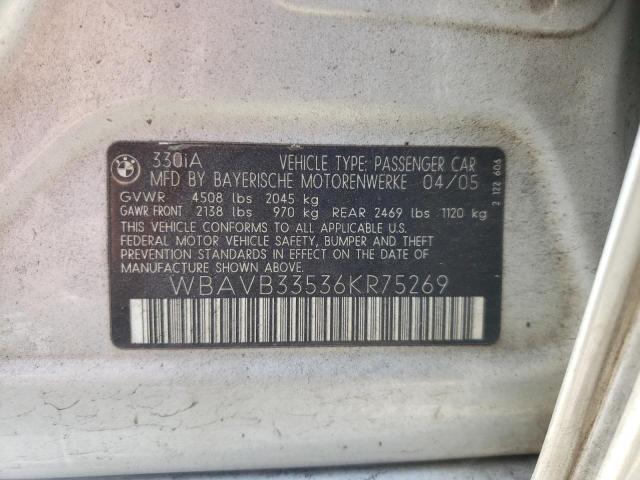 330iA VEHICLE TYPE: PASSENGER CAR
MFD BY BAYERISCHE MOTORENWERKE 04/05
GVWR 4508 lbs 2045 kg
GAWR FRONT 2138 lbs 970 kg REAR 2469 lbs 1120 kg
THIS VEHICLE CONFORMS TO ALL APPLICABLE U.S.
FEDERAL MOTOR VEHICLE SAFETY, BUMPER AND THEFT
PREVENTION STANDARDS IN EFFECT ON THE DATE OF
MANUFACTURE SHOWN ABOVE.
WBAVB33536KR75269
2 122 606